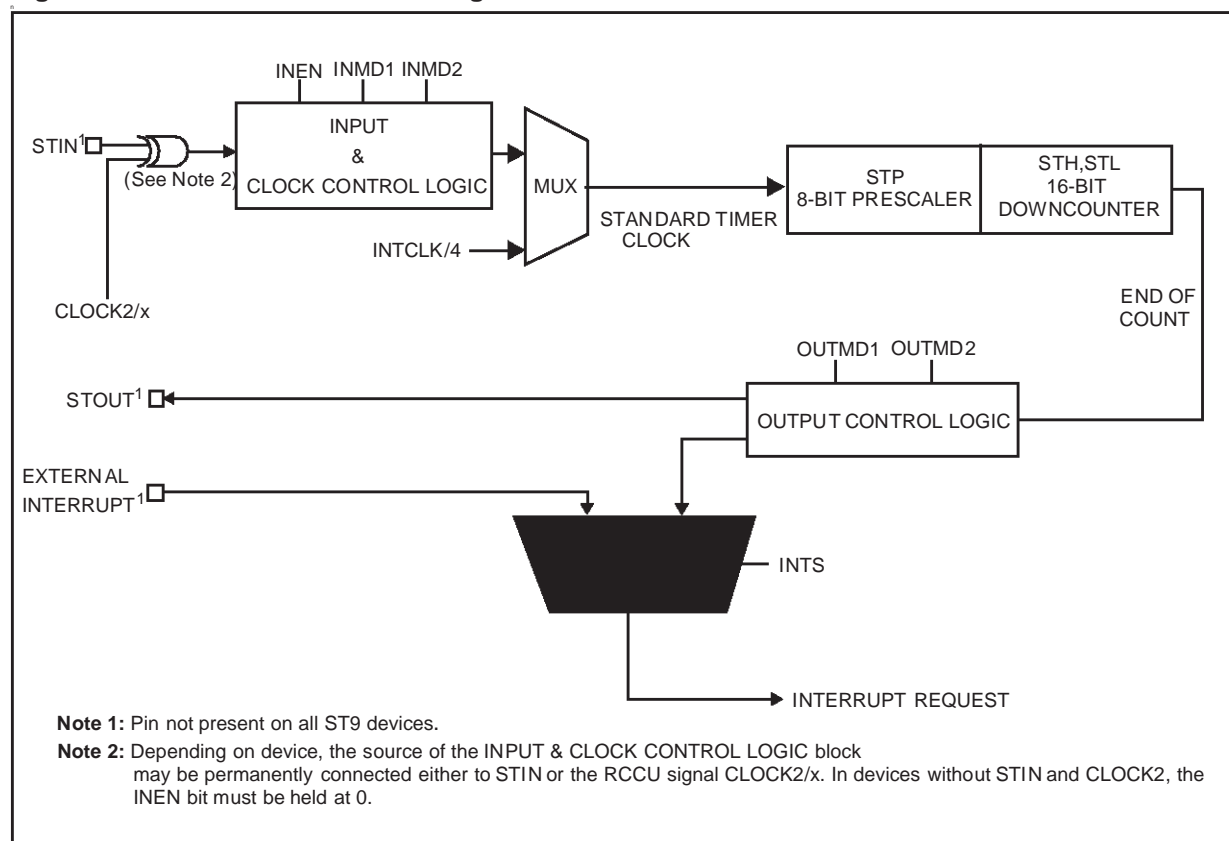 INEN INMD1 INMD2
INPUT
&
CLOCK CONTROL LOGIC
STIN1
(See Note 2)
MUX
INTCLK/4
STANDARD TIMER
CLOCK
STP
8-BIT PRESCALER
STH,STL
16-BIT
DOWNCOUNTER
CLOCK2/x
END OF
COUNT
OUTMD1 OUTMD2
STOUT1
OUTPUT CONTROL LOGIC
EXTERNAL
INTERRUPT1
INTS
INTERRUPT REQUEST
Note 1: Pin not present on all ST9 devices.
Note 2: Depending on device, the source of the INPUT & CLOCK CONTROL LOGIC block
may be permanently connected either to STIN or the RCCU signal CLOCK2/x. In devices without STIN and CLOCK2, the
INEN bit must be held at 0.